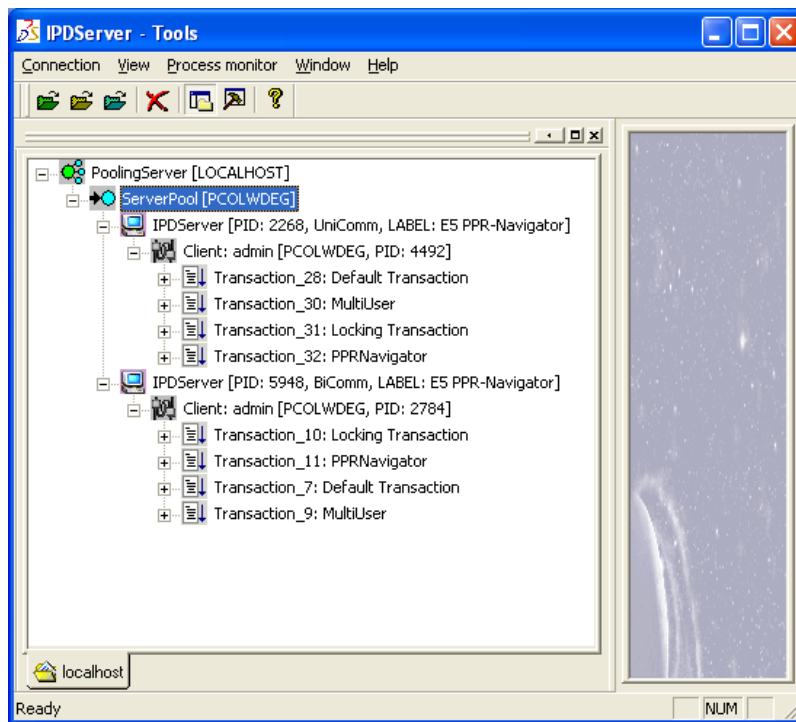 IPDServer - Tools
Connection View Process monitor Window Help
PoolingServer [LOCALHOST]
ServerPool [PCOLWDEG]
IPDServer [PID: 2268, UniComm, LABEL: E5 PPR-Navigator]
Client: admin [PCOLWDEG, PID: 4492]
Transaction_28: Default Transaction
Transaction_30: MultiUser
Transaction_31: Locking Transaction
Transaction_32: PPRNavigator
IPDServer [PID: 5948, BiComm, LABEL: E5 PPR-Navigator]
Client: admin [PCOLWDEG, PID: 2784]
Transaction_10: Locking Transaction
Transaction_11: PPRNavigator
Transaction_7: Default Transaction
Transaction_9: MultiUser
localhost
Ready NUM